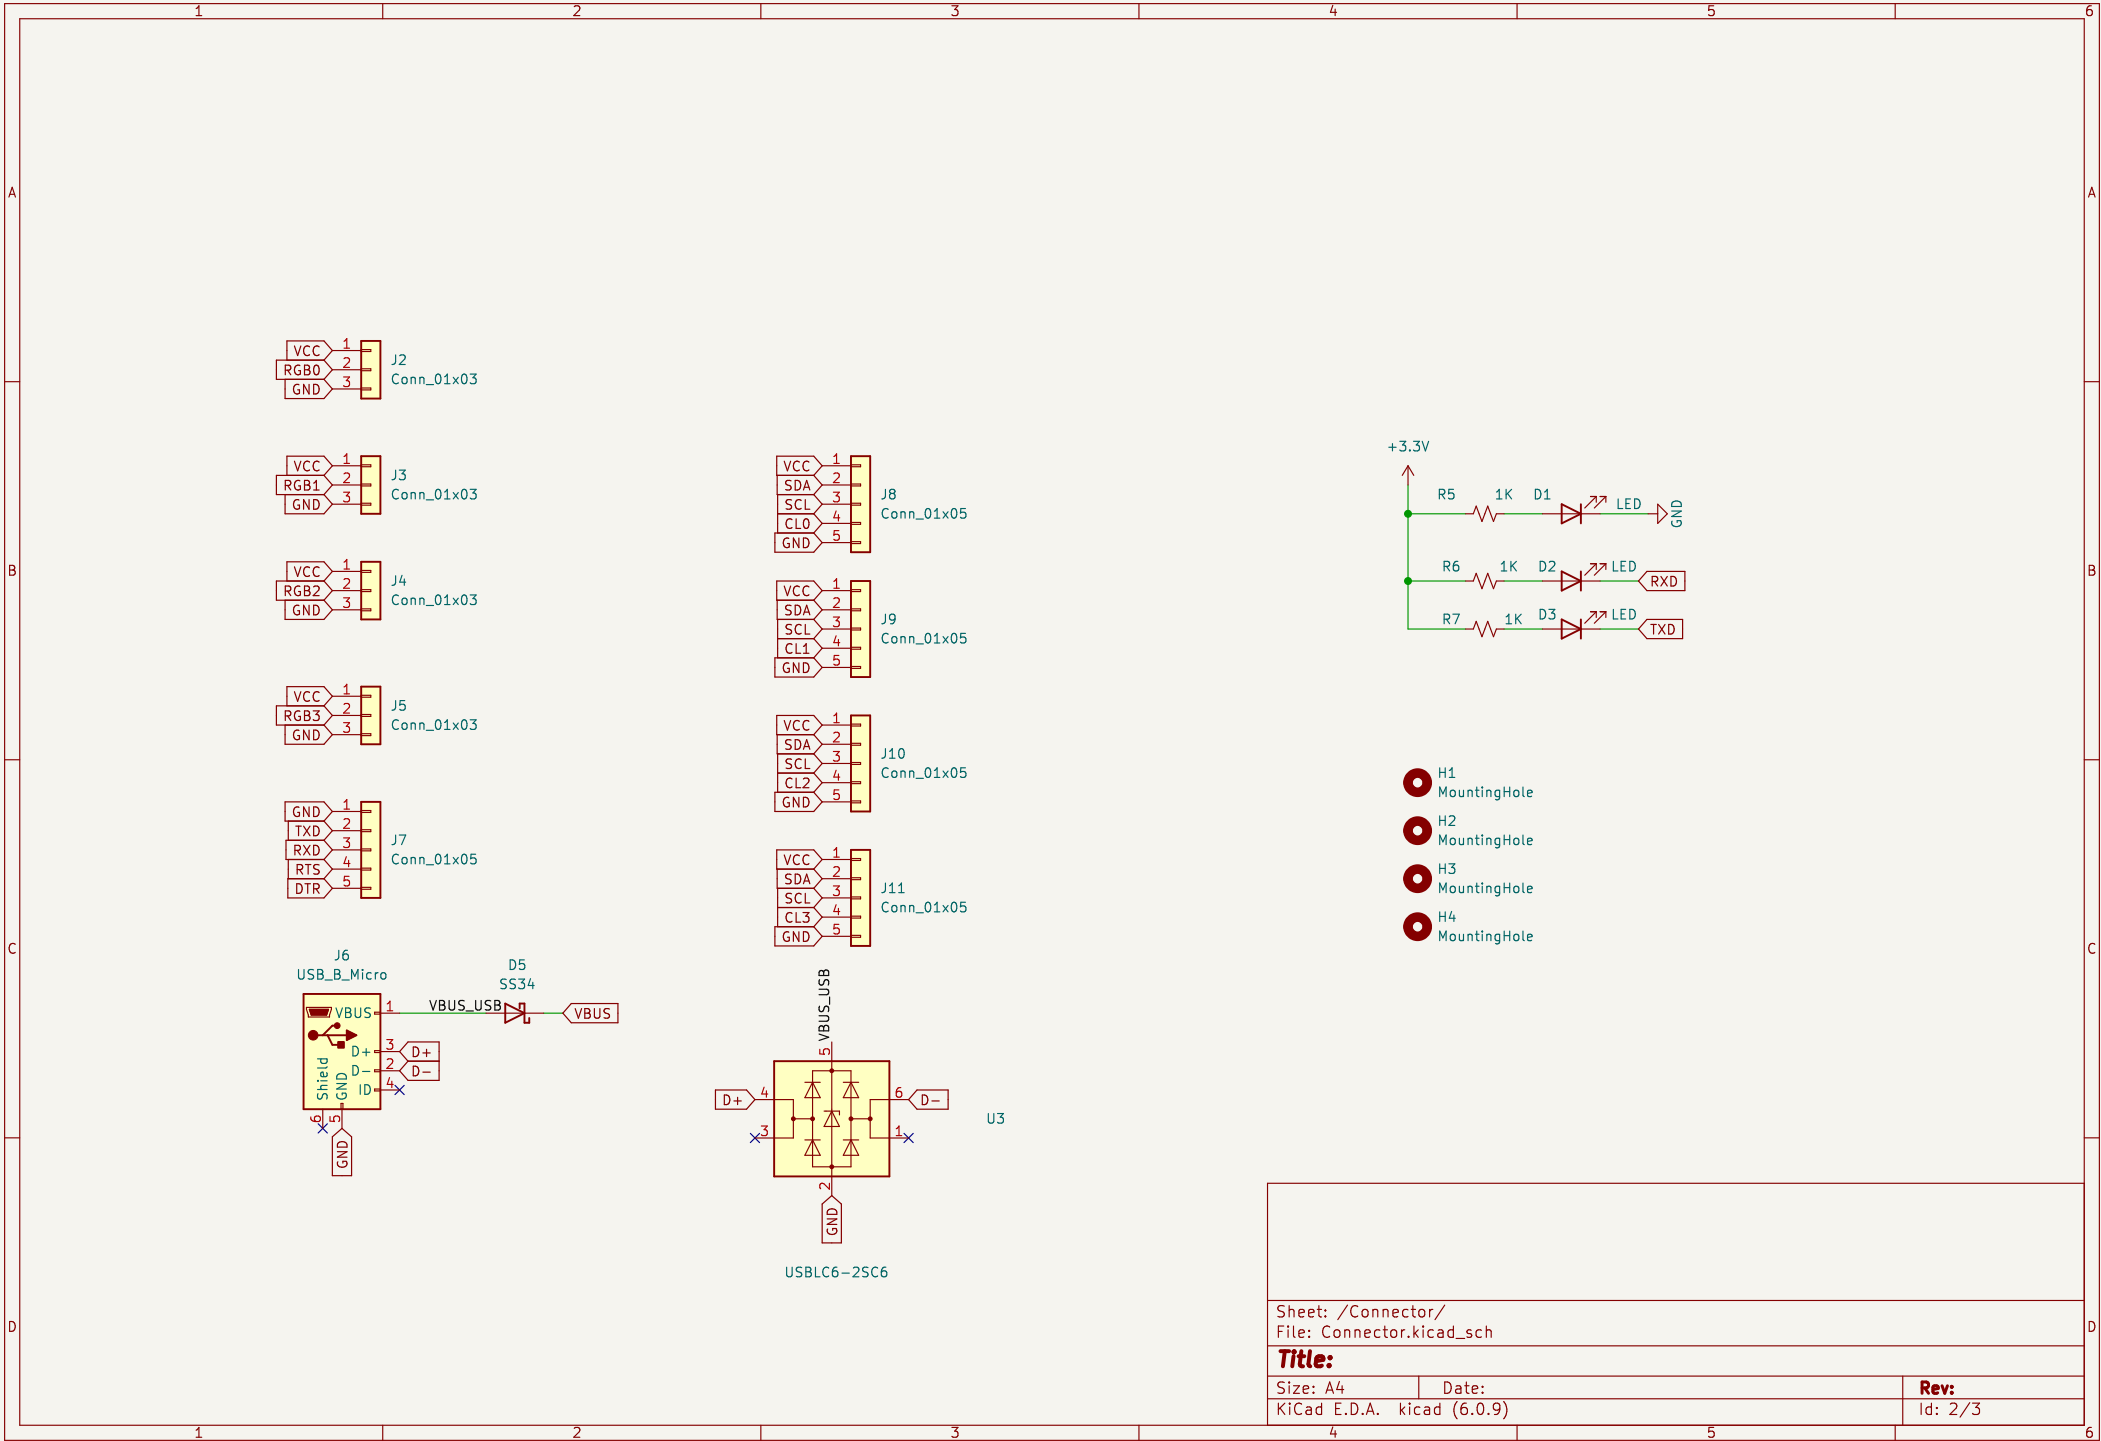 1 2 3 4 5 6
A A
B B
C C
D D
VCC 1
RGB0 2
GND 3
J2
Conn_01x03
VCC 1
RGB1 2
GND 3
J3
Conn_01x03
VCC 1
RGB2 2
GND 3
J4
Conn_01x03
VCC 1
RGB3 2
GND 3
J5
Conn_01x03
GND 1
TXD 2
RXD 3
RTS 4
DTR 5
J7
Conn_01x05
J6
USB_B_Micro
VBUS 1
D+ 3 D+
D- 2 D-
ID 4
Shield 6
GND 5 GND
VBUS_USB
D5
SS34
VBUS
VCC 1
SDA 2
SCL 3
CL0 4
GND 5
J8
Conn_01x05
VCC 1
SDA 2
SCL 3
CL1 4
GND 5
J9
Conn_01x05
VCC 1
SDA 2
SCL 3
CL2 4
GND 5
J10
Conn_01x05
VCC 1
SDA 2
SCL 3
CL3 4
GND 5
J11
Conn_01x05
VBUS_USB
5
D+ 4 6 D-
3 1
U3
2
GND
USBLC6-2SC6
+3.3V
R5 1K D1 LED GND
R6 1K D2 LED RXD
R7 1K D3 LED TXD
H1
MountingHole
H2
MountingHole
H3
MountingHole
H4
MountingHole
Sheet: /Connector/
File: Connector.kicad_sch
Title:
Size: A4 Date: Rev:
KiCad E.D.A. kicad (6.0.9) Id: 2/3
1 2 3 4 5 6